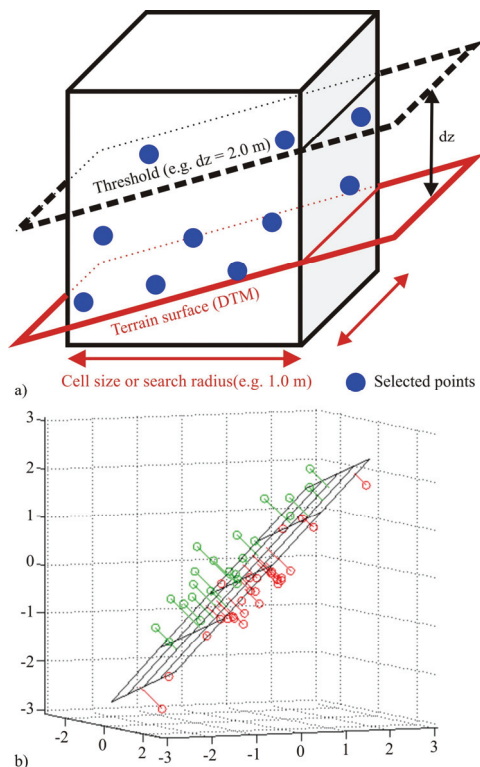 Threshold (e.g. dz = 2.0 m)
dz
Terrain surface (DTM)
Cell size or search radius(e.g. 1.0 m)
Selected points
a)
3
2
1
0
-1
-2
-3
-2 0 2 -3 -2 -1 0 1 2 3
b)